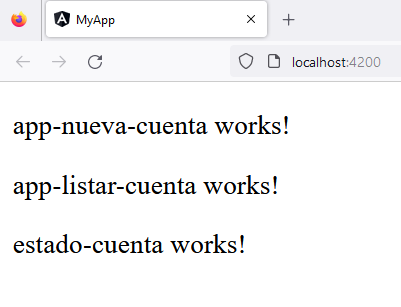 MyApp
localhost:4200
app-nueva-cuenta works!
app-listar-cuenta works!
estado-cuenta works!